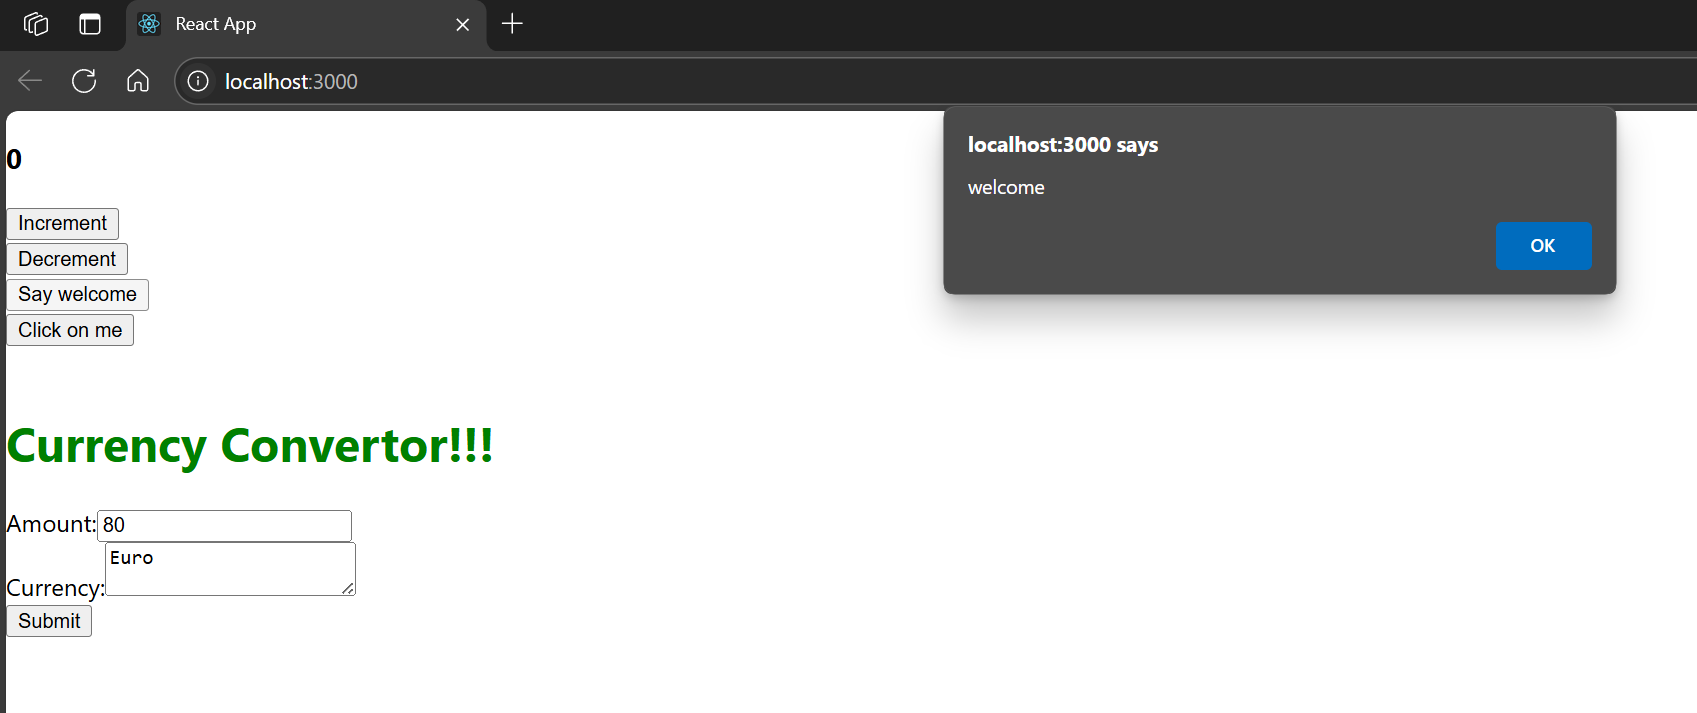 React App
localhost:3000
localhost:3000 says
welcome
OK
0
Increment
Decrement
Say welcome
Click on me
Currency Convertor!!!
Amount:80
Currency:Euro
Submit